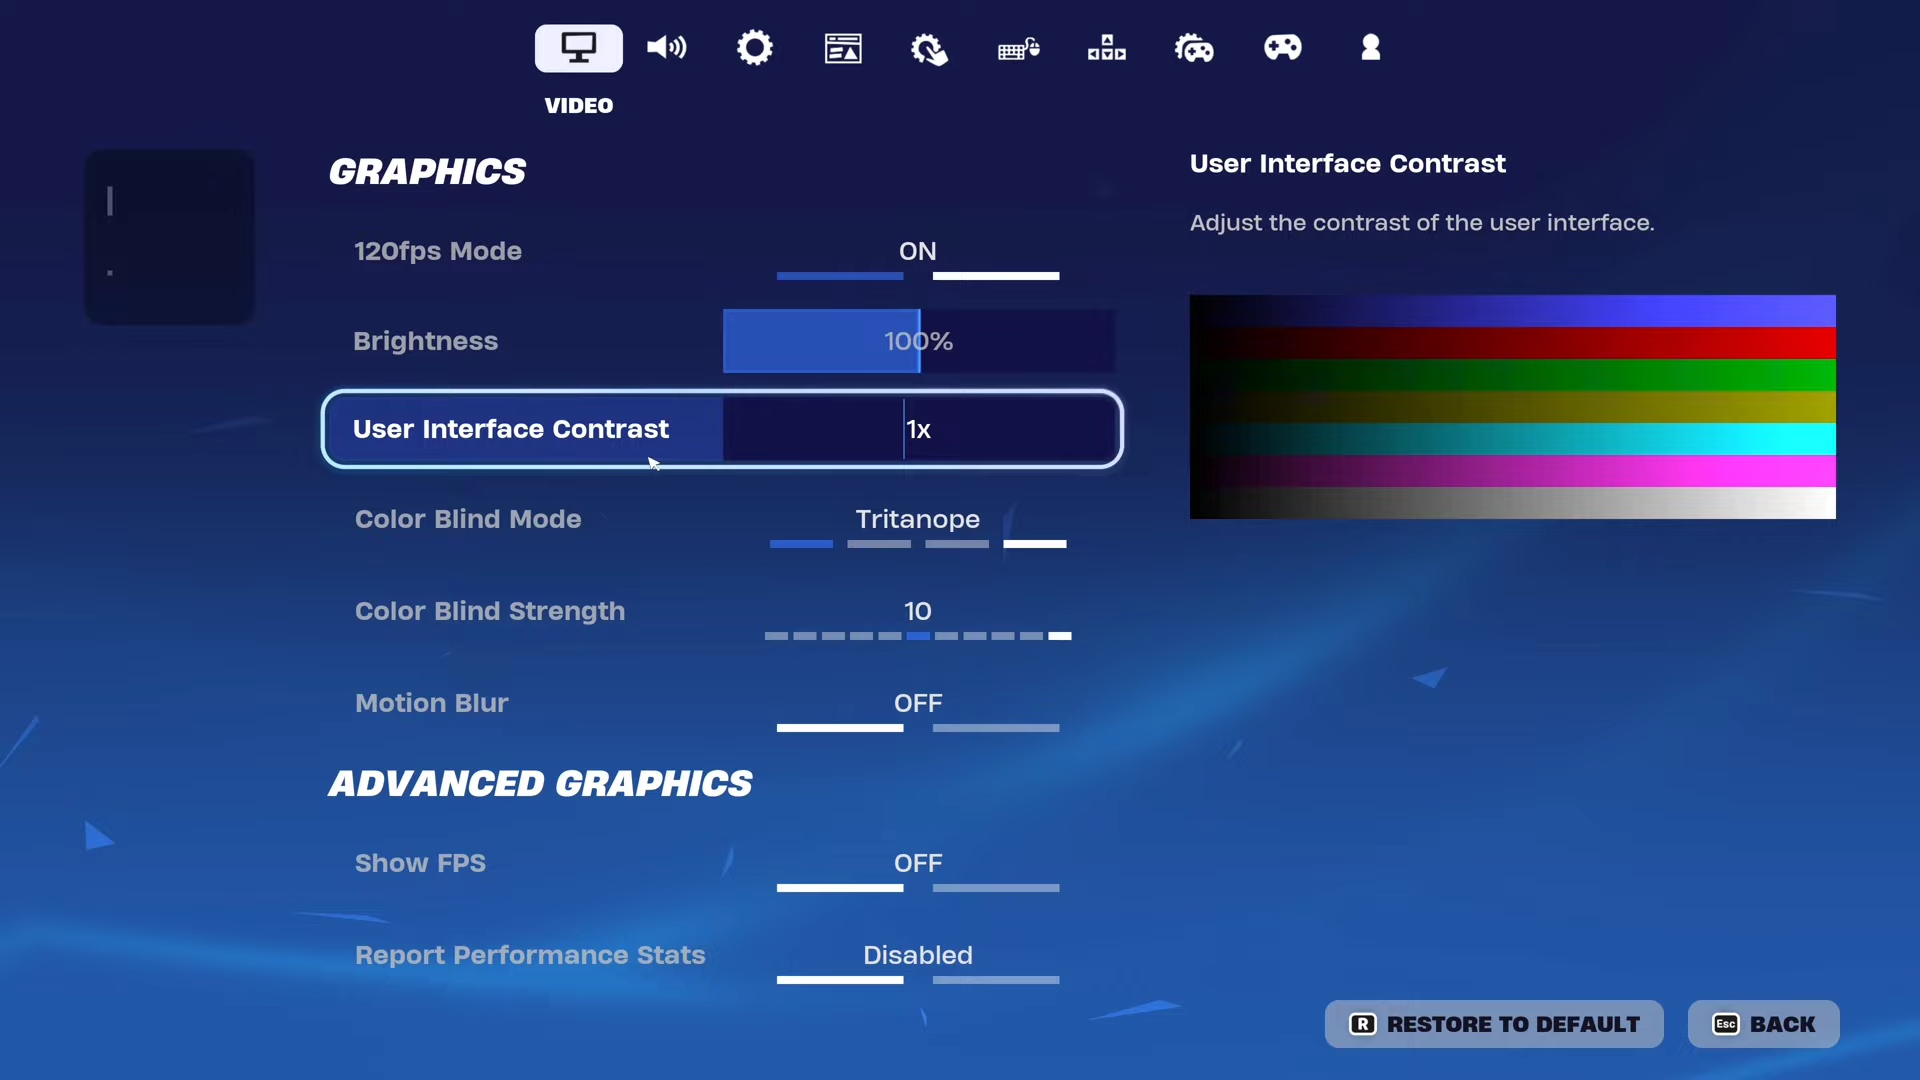 VIDEO
GRAPHICS
120fps Mode
ON
Brightness
100%
User Interface Contrast
1x
Color Blind Mode
Tritanope
Color Blind Strength
10
Motion Blur
OFF
ADVANCED GRAPHICS
Show FPS
OFF
Report Performance Stats
Disabled
User Interface Contrast
Adjust the contrast of the user interface.
R RESTORE TO DEFAULT
Esc BACK